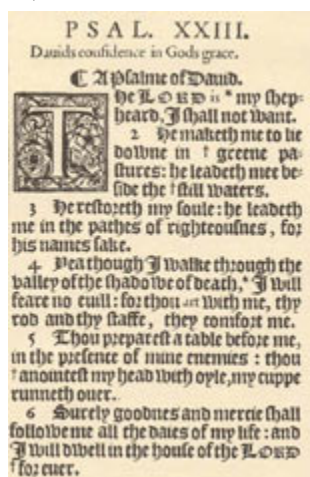 PSAL. XXIII.
Dauids confidence in Gods grace.
¶ A Psalme of Dauid.
The LORD is * my shep-
heard, I shall not want.
2 He maketh me to lie
downe in † greene pa-
stures: he leadeth mee be-
side the † still waters.
3 He restoreth my soule: he leadeth
me in the pathes of righteousnes, for
his names sake.
4 Yea though I walke through the
valley of the shadowe of death, * I will
feare no euill: for thou art with me, thy
rod and thy staffe, they comfort me.
5 Thou preparest a table before me,
in the presence of mine enemies: thou
† anointest my head with oyle, my cuppe
runneth ouer.
6 Surely goodnes and mercie shall
followe me all the daies of my life: and
I will dwell in the house of the LORD
† for euer.